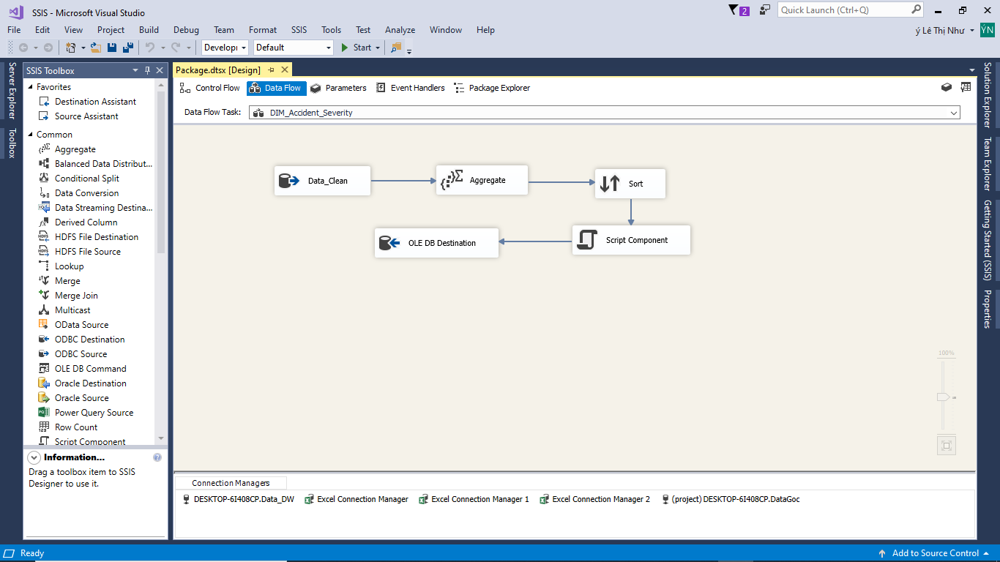 SSIS - Microsoft Visual Studio
2
Quick Launch (Ctrl+Q)
File Edit View Project Build Debug Team Format SSIS Tools Test Analyze Window Help
ý Lê Thị Như
ÝN
Develop Default Start
Server Explorer
Toolbox
SSIS Toolbox
Favorites
Destination Assistant
Source Assistant
Common
Aggregate
Balanced Data Distribut...
Conditional Split
Data Conversion
Data Streaming Destina...
Derived Column
HDFS File Destination
HDFS File Source
Lookup
Merge
Merge Join
Multicast
OData Source
ODBC Destination
ODBC Source
OLE DB Command
Oracle Destination
Oracle Source
Power Query Source
Row Count
Script Component
Information...
Drag a toolbox item to SSIS
Designer to use it.
Package.dtsx [Design]
Control Flow Data Flow Parameters Event Handlers Package Explorer
Data Flow Task: DIM_Accident_Severity
Data_Clean
Aggregate
Sort
OLE DB Destination
Script Component
100%
Connection Managers
DESKTOP-6I408CP.Data_DW Excel Connection Manager Excel Connection Manager 1 Excel Connection Manager 2 (project) DESKTOP-6I408CP.DataGoc
Solution Explorer
Team Explorer
Getting Started (SSIS)
Properties
Ready
Add to Source Control